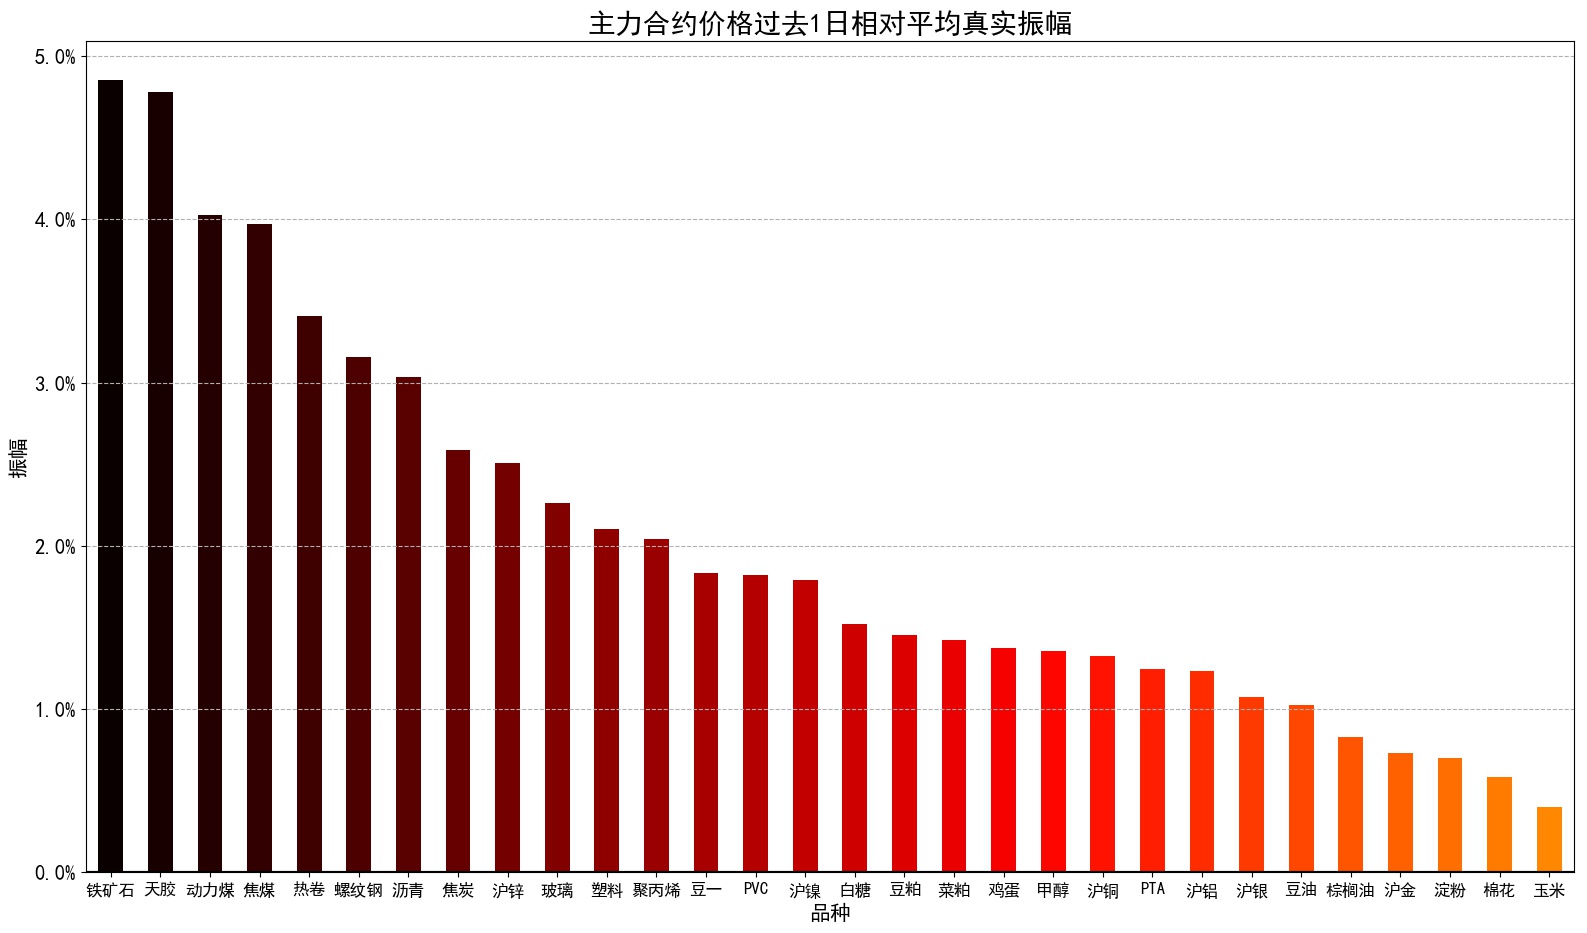 主力合约价格过去1日相对平均真实振幅
5.0%
4.0%
3.0%
2.0%
1.0%
0.0%
振幅
铁矿石 天胶 动力煤 焦煤 热卷 螺纹钢 沥青 焦炭 沪锌 玻璃 塑料 聚丙烯 豆一 PVC 沪镍 白糖 豆粕 菜粕 鸡蛋 甲醇 沪铜 PTA 沪铝 沪银 豆油 棕榈油 沪金 淀粉 棉花 玉米
品种